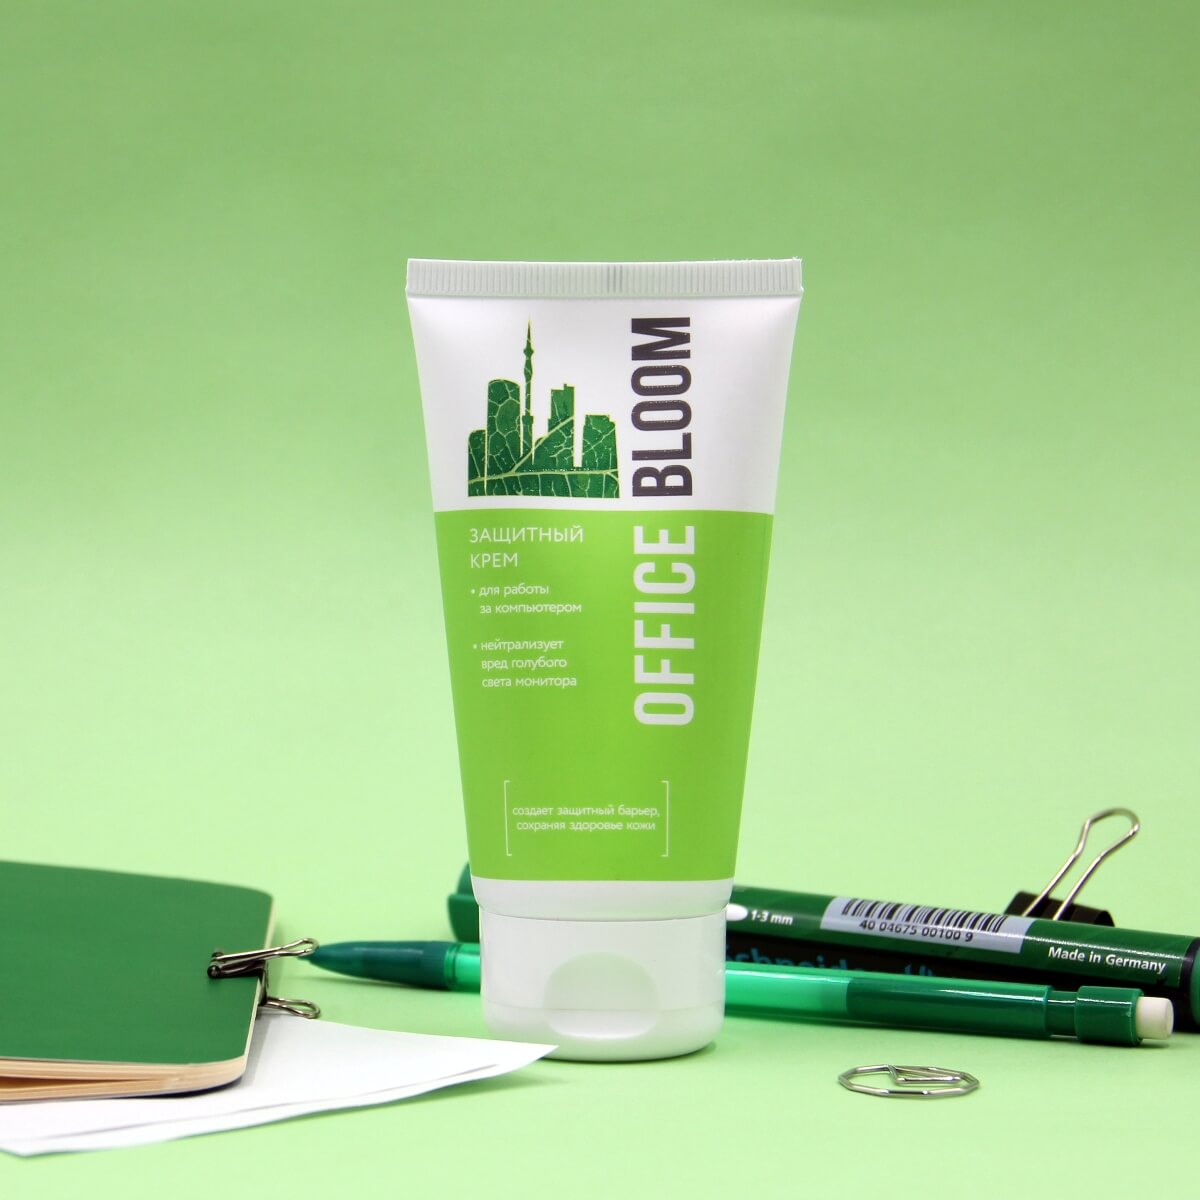 OFFICE BLOOM
ЗАЩИТНЫЙ
КРЕМ
• для работы
за компьютером
• нейтрализует
вред голубого
света монитора
создает защитный барьер,
сохраняя здоровье кожи
1-3 mm
40 04675 00100 9
Made in Germany